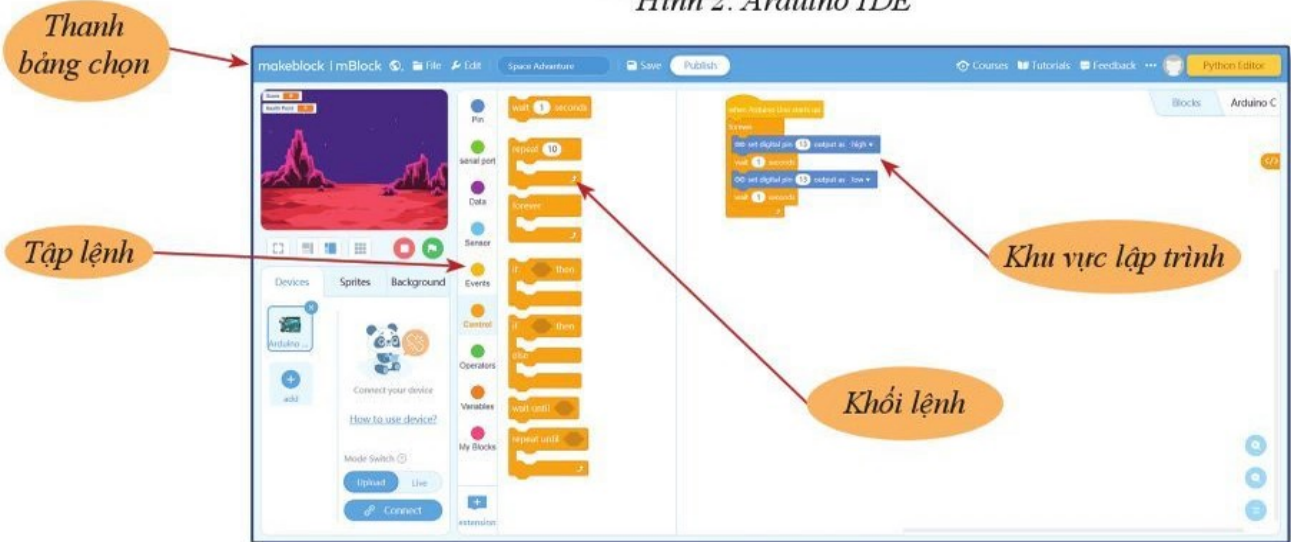 Hình 2. Arduino IDE
Thanh
bảng chọn
makeblock | mBlock File Edit Space Adventure Save Publish Courses Tutorials Feedback ••• Python Editor
Score 0
Health Point
Blocks Arduino C
Pin
serial port
Data
Sensor
Events
Control
Operators
Variables
My Blocks
extension
wait 1 seconds
repeat 10
forever
if then
if then
else
wait until
repeat until
when Arduino Uno starts up
forever
set digital pin 13 output as high
wait 1 seconds
set digital pin 13 output as low
wait 1 seconds
Tập lệnh
Khu vực lập trình
Khối lệnh
Devices Sprites Background
Arduino ...
add
Connect your device
How to use device?
Mode Switch
Upload Live
Connect